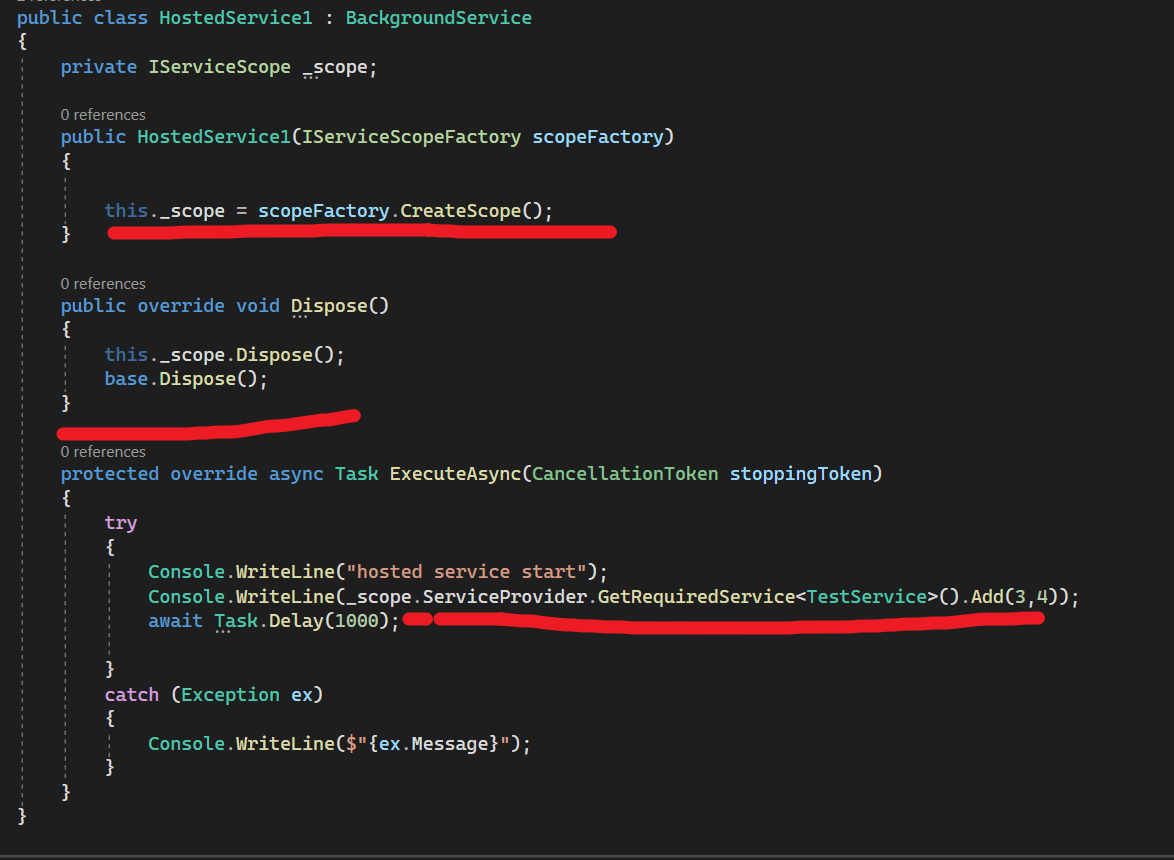 public class HostedService1 : BackgroundService
{
private IServiceScope _scope;
0 references
public HostedService1(IServiceScopeFactory scopeFactory)
{
this._scope = scopeFactory.CreateScope();
}
0 references
public override void Dispose()
{
this._scope.Dispose();
base.Dispose();
}
0 references
protected override async Task ExecuteAsync(CancellationToken stoppingToken)
{
try
{
Console.WriteLine("hosted service start");
Console.WriteLine(_scope.ServiceProvider.GetRequiredService<TestService>().Add(3,4));
await Task.Delay(1000);
}
catch (Exception ex)
{
Console.WriteLine($"{ex.Message}");
}
}
}